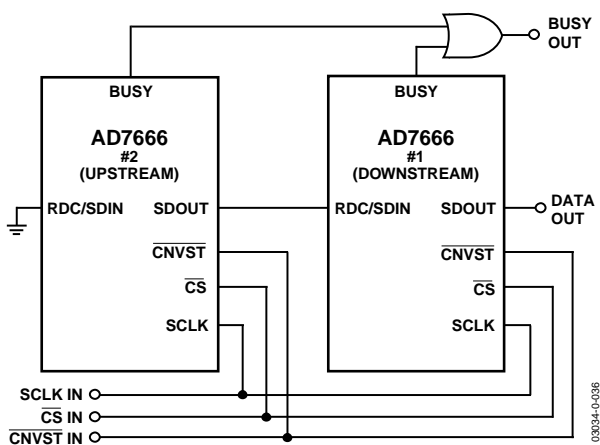 BUSY
OUT
BUSY
AD7666
#2
(UPSTREAM)
RDC/SDIN SDOUT
CNVST
CS
SCLK
BUSY
AD7666
#1
(DOWNSTREAM)
RDC/SDIN SDOUT
CNVST
CS
SCLK
DATA
OUT
SCLK IN
CS IN
CNVST IN
03034-0-036